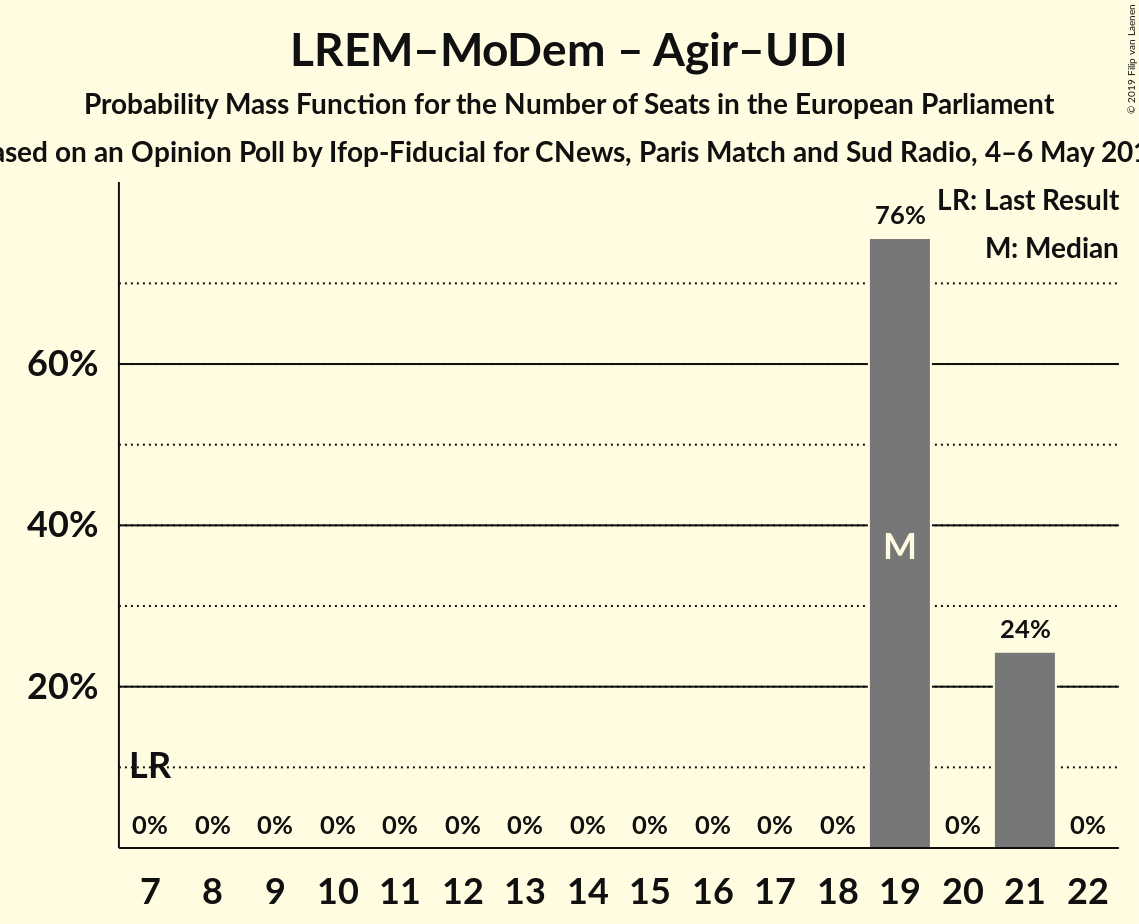 LREM–MoDem – Agir–UDI
Probability Mass Function for the Number of Seats in the European Parliament
ased on an Opinion Poll by Ifop-Fiducial for CNews, Paris Match and Sud Radio, 4–6 May 201
© 2019 Filip van Laenen
LR: Last Result
M: Median
76%
60%
40%
M
24%
20%
LR
0% 0% 0% 0% 0% 0% 0% 0% 0% 0% 0% 0% 0% 0%
7 8 9 10 11 12 13 14 15 16 17 18 19 20 21 22